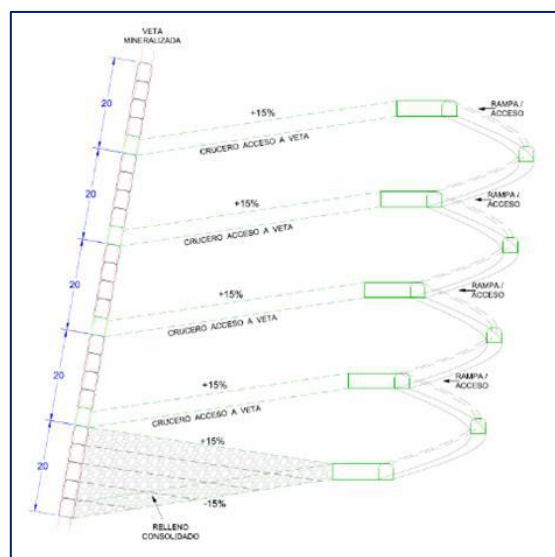 VETA
MINERALIZADA
20
+15%
CRUCERO ACCESO A VETA
RAMPA /
ACCESO
20
+15%
CRUCERO ACCESO A VETA
RAMPA /
ACCESO
20
+15%
CRUCERO ACCESO A VETA
RAMPA /
ACCESO
20
+15%
CRUCERO ACCESO A VETA
RAMPA /
ACCESO
20
+15%
-15%
RELLENO
CONSOLIDADO